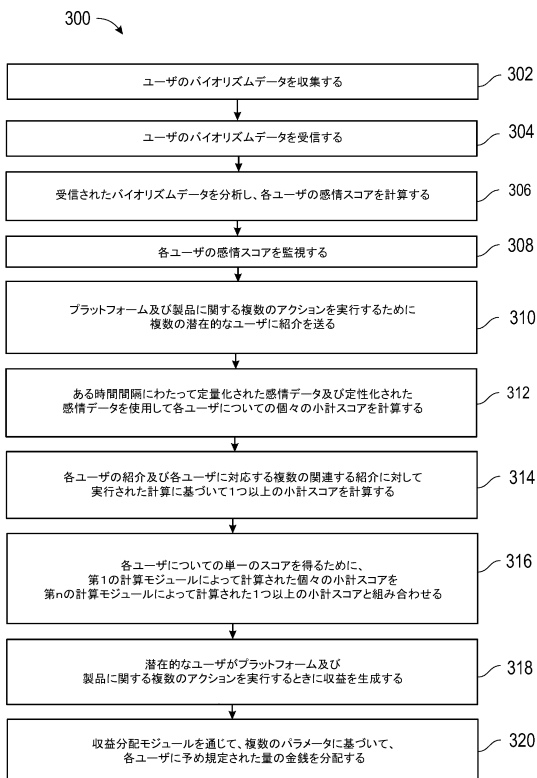 300
ユーザのバイオリズムデータを収集する
302
ユーザのバイオリズムデータを受信する
304
受信されたバイオリズムデータを分析し、各ユーザの感情スコアを計算する
306
各ユーザの感情スコアを監視する
308
プラットフォーム及び製品に関する複数のアクションを実行するために
複数の潜在的なユーザに紹介を送る
310
ある時間間隔にわたって定量化された感情データ及び定性化された
感情データを使用して各ユーザについての個々の小計スコアを計算する
312
各ユーザの紹介及び各ユーザに対応する複数の関連する紹介に対して
実行された計算に基づいて1つ以上の小計スコアを計算する
314
各ユーザについての単一のスコアを得るために、
第1の計算モジュールによって計算された個々の小計スコアを
第nの計算モジュールによって計算された1つ以上の小計スコアと組み合わせる
316
潜在的なユーザがプラットフォーム及び
製品に関する複数のアクションを実行するときに収益を生成する
318
収益分配モジュールを通じて、複数のパラメータに基づいて、
各ユーザに予め規定された量の金銭を分配する
320